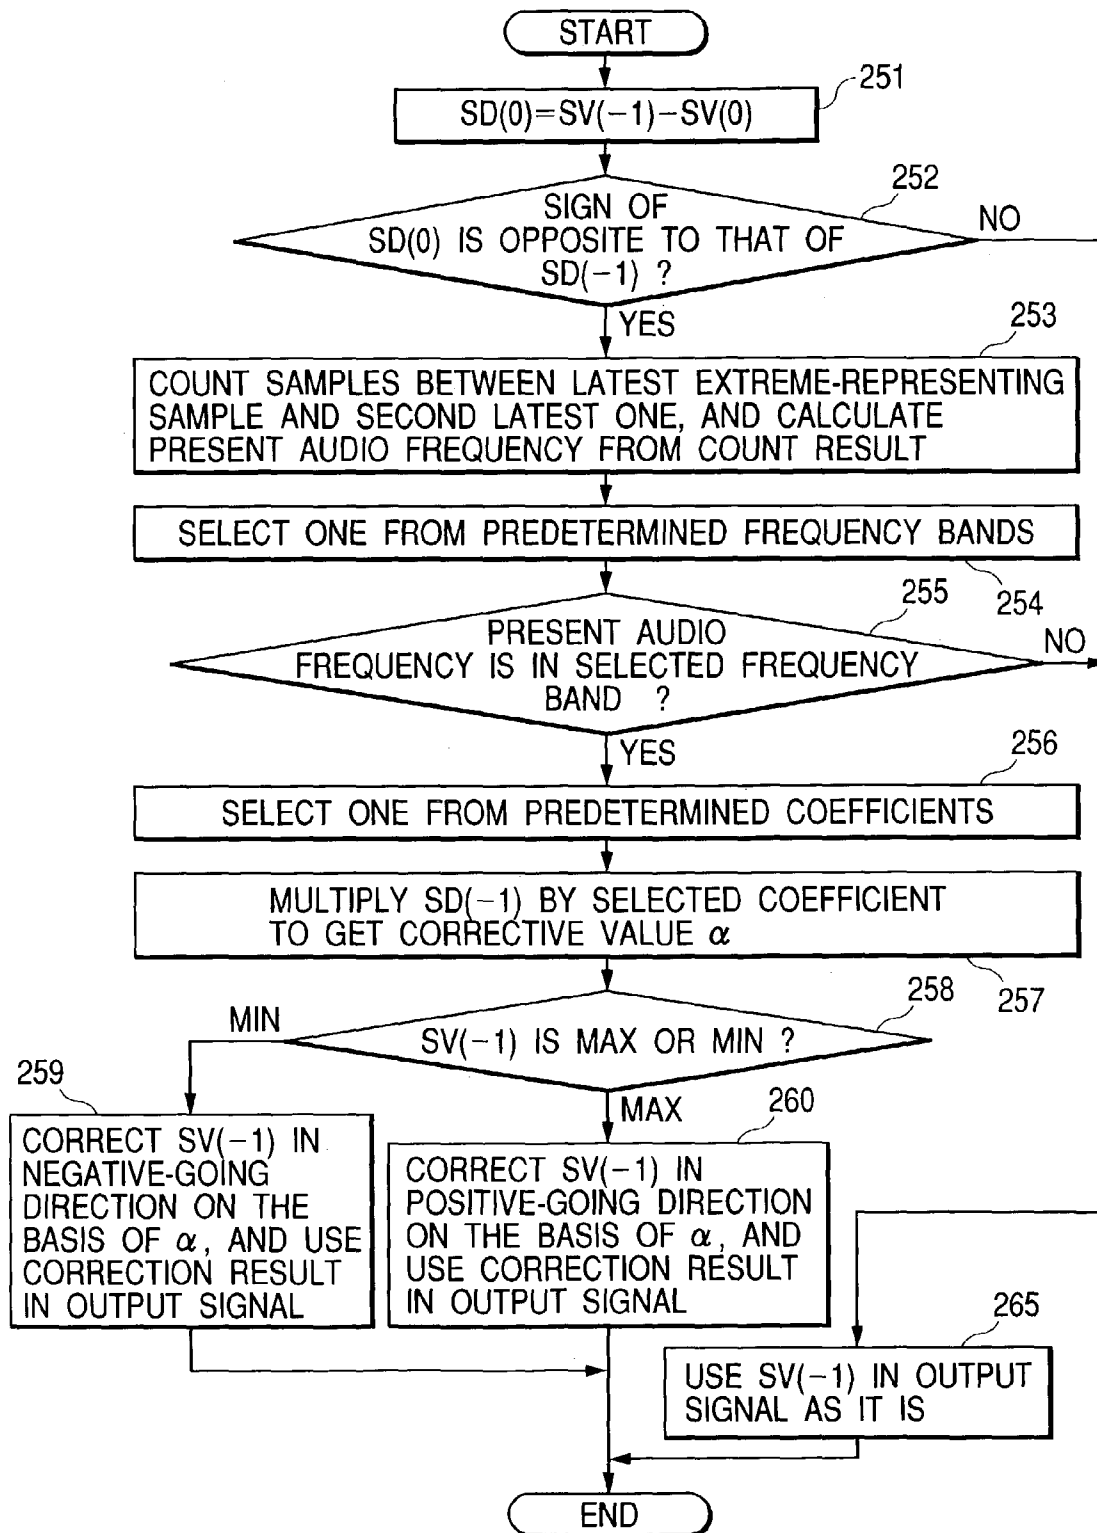 START
251
SD(0)=SV(−1)−SV(0)
252
SIGN OF
SD(0) IS OPPOSITE TO THAT OF
SD(−1) ?
NO
YES
253
COUNT SAMPLES BETWEEN LATEST EXTREME-REPRESENTING
SAMPLE AND SECOND LATEST ONE, AND CALCULATE
PRESENT AUDIO FREQUENCY FROM COUNT RESULT
SELECT ONE FROM PREDETERMINED FREQUENCY BANDS
254
255
PRESENT AUDIO
FREQUENCY IS IN SELECTED FREQUENCY
BAND ?
NO
YES
256
SELECT ONE FROM PREDETERMINED COEFFICIENTS
MULTIPLY SD(−1) BY SELECTED COEFFICIENT
TO GET CORRECTIVE VALUE α
257
258
SV(−1) IS MAX OR MIN ?
MIN
MAX
259
CORRECT SV(−1) IN
NEGATIVE-GOING
DIRECTION ON THE
BASIS OF α, AND USE
CORRECTION RESULT
IN OUTPUT SIGNAL
260
CORRECT SV(−1) IN
POSITIVE-GOING DIRECTION
ON THE BASIS OF α, AND
USE CORRECTION RESULT
IN OUTPUT SIGNAL
265
USE SV(−1) IN OUTPUT
SIGNAL AS IT IS
END